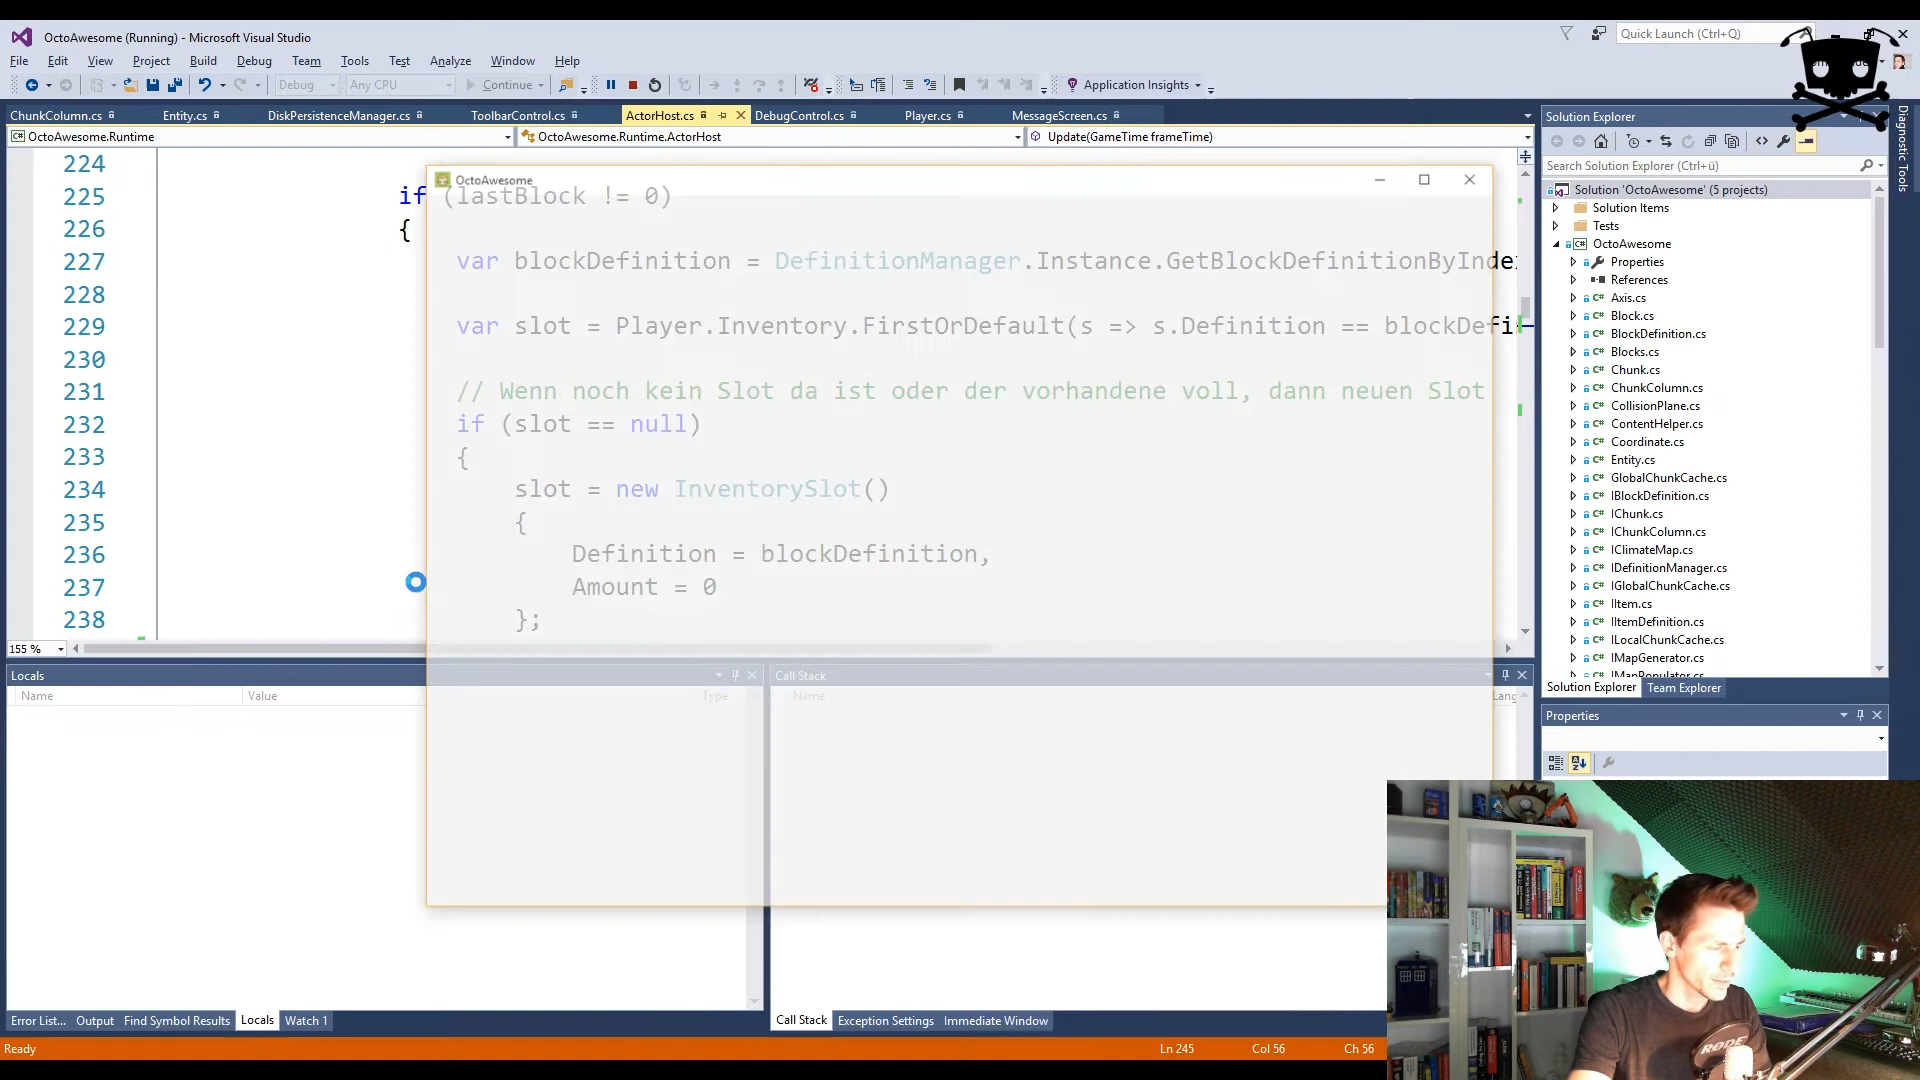 OctoAwesome (Running) - Microsoft Visual Studio
Quick Launch (Ctrl+Q)
File Edit View Project Build Debug Team Tools Test Analyze Window Help
Debug Any CPU Continue Application Insights
ChunkColumn.cs Entity.cs DiskPersistenceManager.cs ToolbarControl.cs ActorHost.cs DebugControl.cs Player.cs MessageScreen.cs
OctoAwesome.Runtime OctoAwesome.Runtime.ActorHost Update(GameTime frameTime)
OctoAwesome
224
225 if (lastBlock != 0)
226 {
227 var blockDefinition = DefinitionManager.Instance.GetBlockDefinitionByInde
228
229 var slot = Player.Inventory.FirstOrDefault(s => s.Definition == blockDefi
230
231 // Wenn noch kein Slot da ist oder der vorhandene voll, dann neuen Slot
232 if (slot == null)
233 {
234 slot = new InventorySlot()
235 {
236 Definition = blockDefinition,
237 Amount = 0
238 };
155 %
Locals
Name Value Type
Call Stack
Name Lang
Error List... Output Find Symbol Results Locals Watch 1
Call Stack Exception Settings Immediate Window
Ready Ln 245 Col 56 Ch 56
Solution Explorer
Search Solution Explorer (Ctrl+ü)
Solution 'OctoAwesome' (5 projects)
Solution Items
Tests
OctoAwesome
Properties
References
Axis.cs
Block.cs
BlockDefinition.cs
Blocks.cs
Chunk.cs
ChunkColumn.cs
CollisionPlane.cs
ContentHelper.cs
Coordinate.cs
Entity.cs
GlobalChunkCache.cs
IBlockDefinition.cs
IChunk.cs
IChunkColumn.cs
IClimateMap.cs
IDefinitionManager.cs
IGlobalChunkCache.cs
IItem.cs
IItemDefinition.cs
ILocalChunkCache.cs
IMapGenerator.cs
IMapPopulator.cs
Solution Explorer Team Explorer
Properties
Diagnostic Tools
RØDE